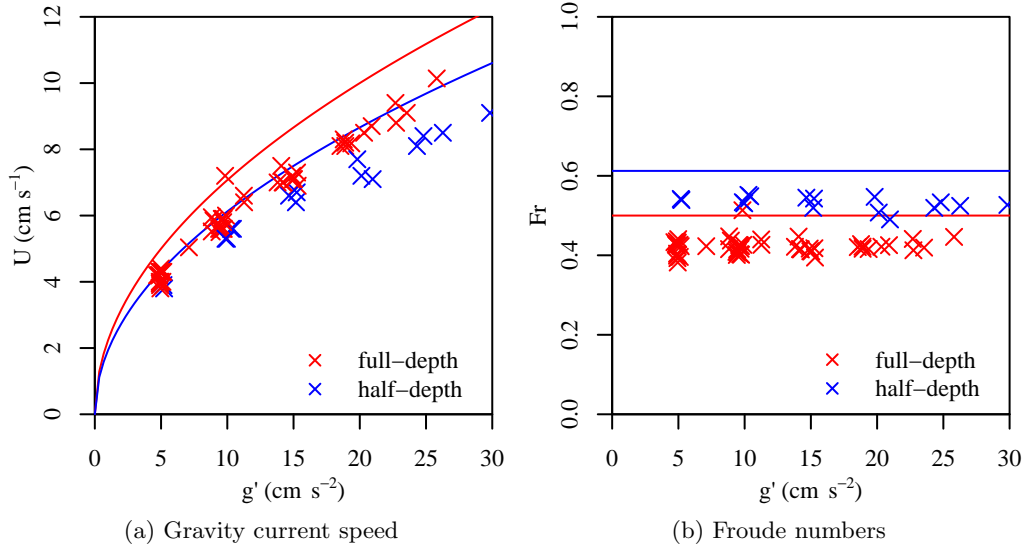 12
10
8
6
4
2
0
U (cm s⁻¹)
× full−depth
× half−depth
0 5 10 15 20 25 30
g' (cm s⁻²)
(a) Gravity current speed
1.0
0.8
0.6
0.4
0.2
0.0
Fr
× full−depth
× half−depth
0 5 10 15 20 25 30
g' (cm s⁻²)
(b) Froude numbers